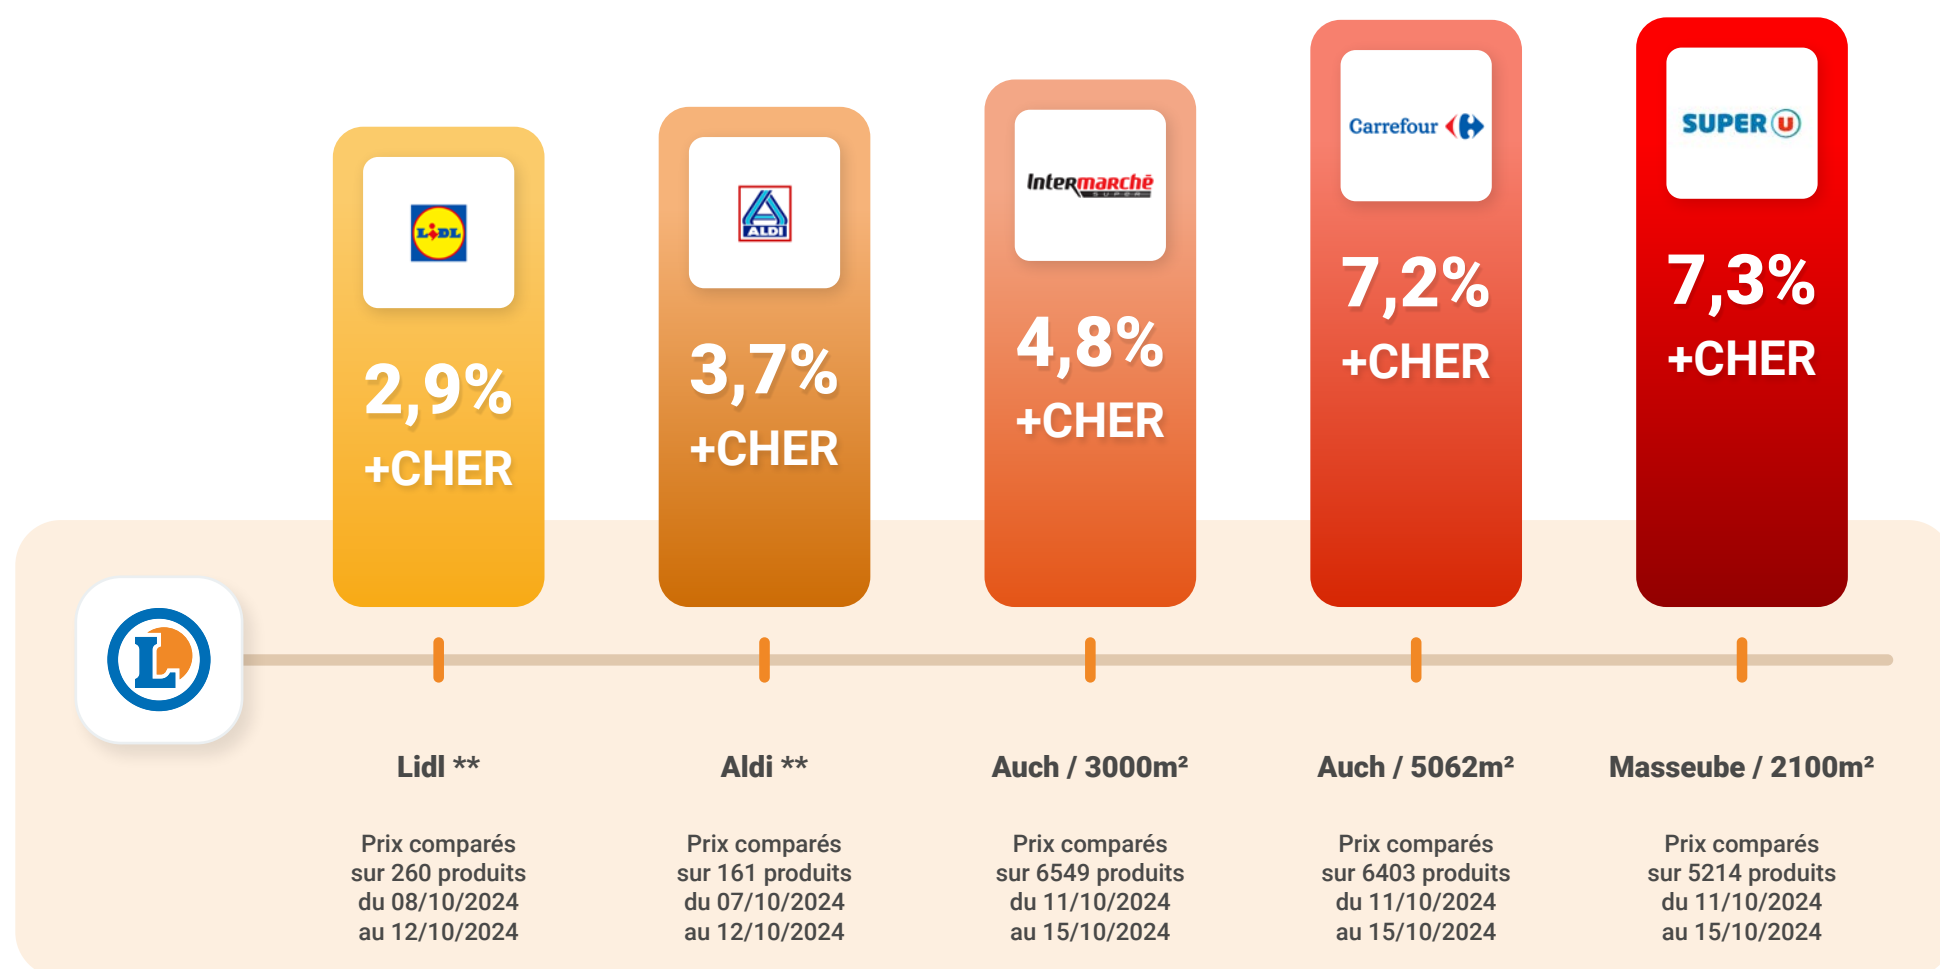 LIDL
2,9%
+CHER
ALDI
3,7%
+CHER
Intermarché
SUPER
4,8%
+CHER
Carrefour
7,2%
+CHER
SUPER U
7,3%
+CHER
L
Lidl **
Prix comparés
sur 260 produits
du 08/10/2024
au 12/10/2024
Aldi **
Prix comparés
sur 161 produits
du 07/10/2024
au 12/10/2024
Auch / 3000m²
Prix comparés
sur 6549 produits
du 11/10/2024
au 15/10/2024
Auch / 5062m²
Prix comparés
sur 6403 produits
du 11/10/2024
au 15/10/2024
Masseube / 2100m²
Prix comparés
sur 5214 produits
du 11/10/2024
au 15/10/2024